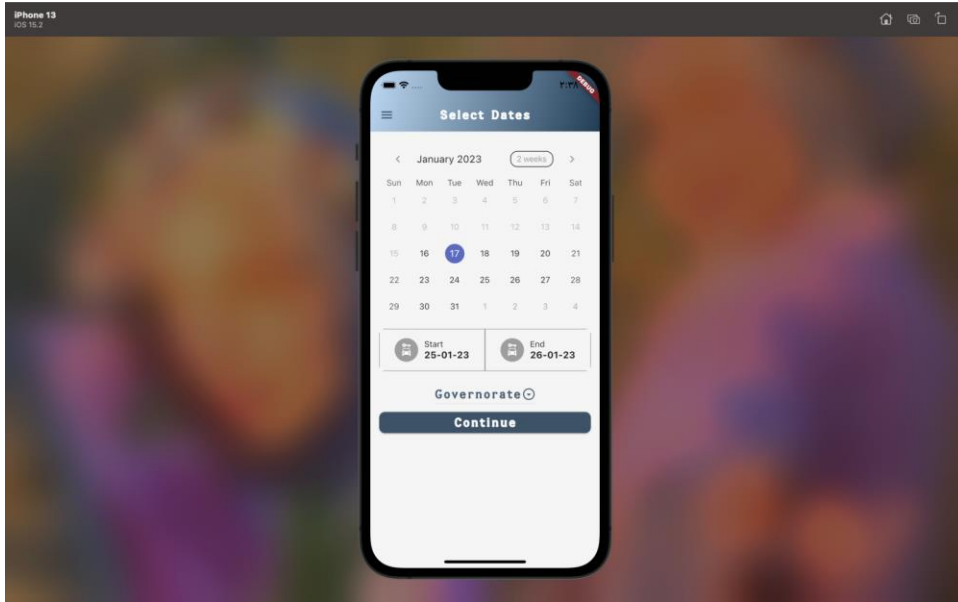 iPhone 13
iOS 15.2
DEBUG
Select Dates
January 2023 2 weeks
Sun Mon Tue Wed Thu Fri Sat
1 2 3 4 5 6 7
8 9 10 11 12 13 14
15 16 17 18 19 20 21
22 23 24 25 26 27 28
29 30 31 1 2 3 4
Start End
25-01-23 26-01-23
Governorate
Continue